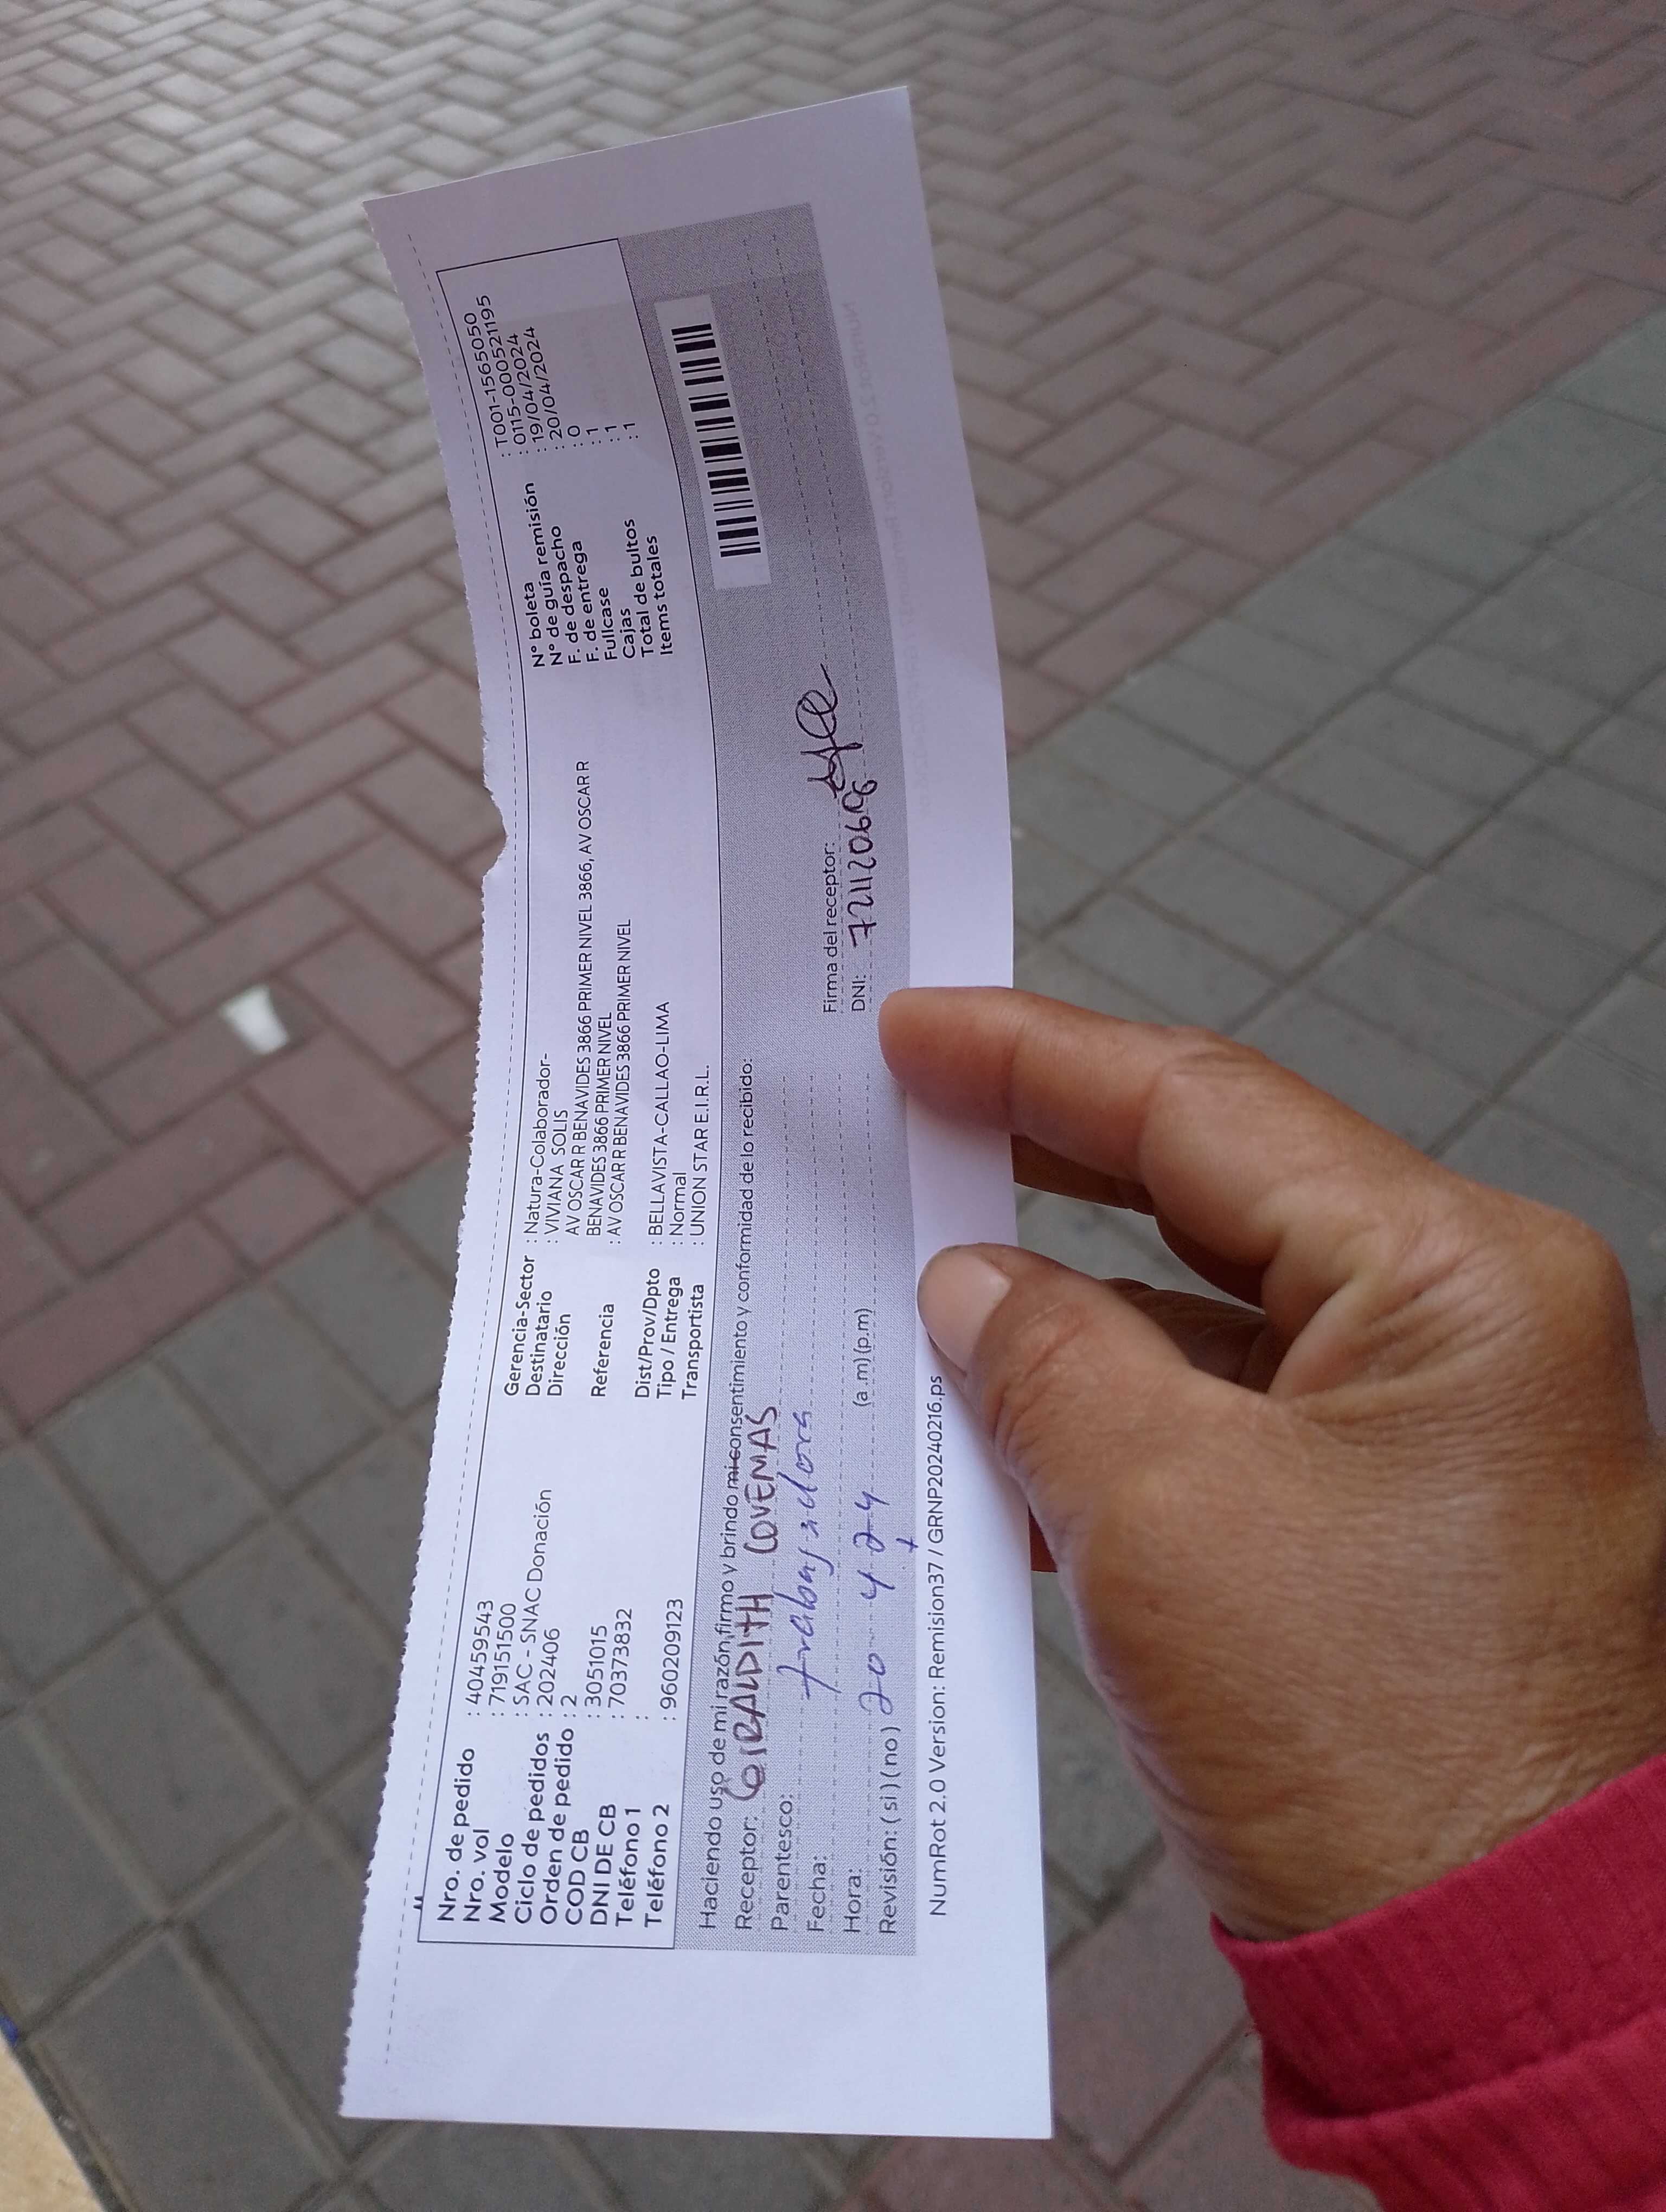 Nro. de pedido : 40459543
Nro. vol : 719151500
Modelo : SAC - SNAC Donación
Ciclo de pedidos : 202406
Orden de pedido : 2
COD CB : 3051015
DNI DE CB : 70373832
Teléfono 1 :
Teléfono 2 : 960209123
Gerencia-Sector : Natura-Colaborador-
Destinatario : VIVIANA SOLIS
Dirección AV OSCAR R BENAVIDES 3866 PRIMER NIVEL 3866, AV OSCAR R
BENAVIDES 3866 PRIMER NIVEL
Referencia : AV OSCAR R BENAVIDES 3866 PRIMER NIVEL
Dist/Prov/Dpto : BELLAVISTA-CALLAO-LIMA
Tipo / Entrega : Normal
Transportista : UNION STAR E.I.R.L.
N° boleta : T001-1565050
N° de guía remisión : 0115-000521195
F. de despacho : 19/04/2024
F. de entrega : 20/04/2024
Fullcase : 0
Cajas : 1
Total de bultos : 1
Items totales : 1
Haciendo uso de mi razón, firmo y brindo mi consentimiento y conformidad de lo recibido:
Receptor: GIRALDITH COVEÑAS
Parentesco: trabajadora
Fecha: 20 4 24
Hora: (a.m) (p.m)
Revisión: (si) (no)
Firma del receptor:
DNI:
NumRot 2.0 Version: Remision37 / GRNP20240216.ps